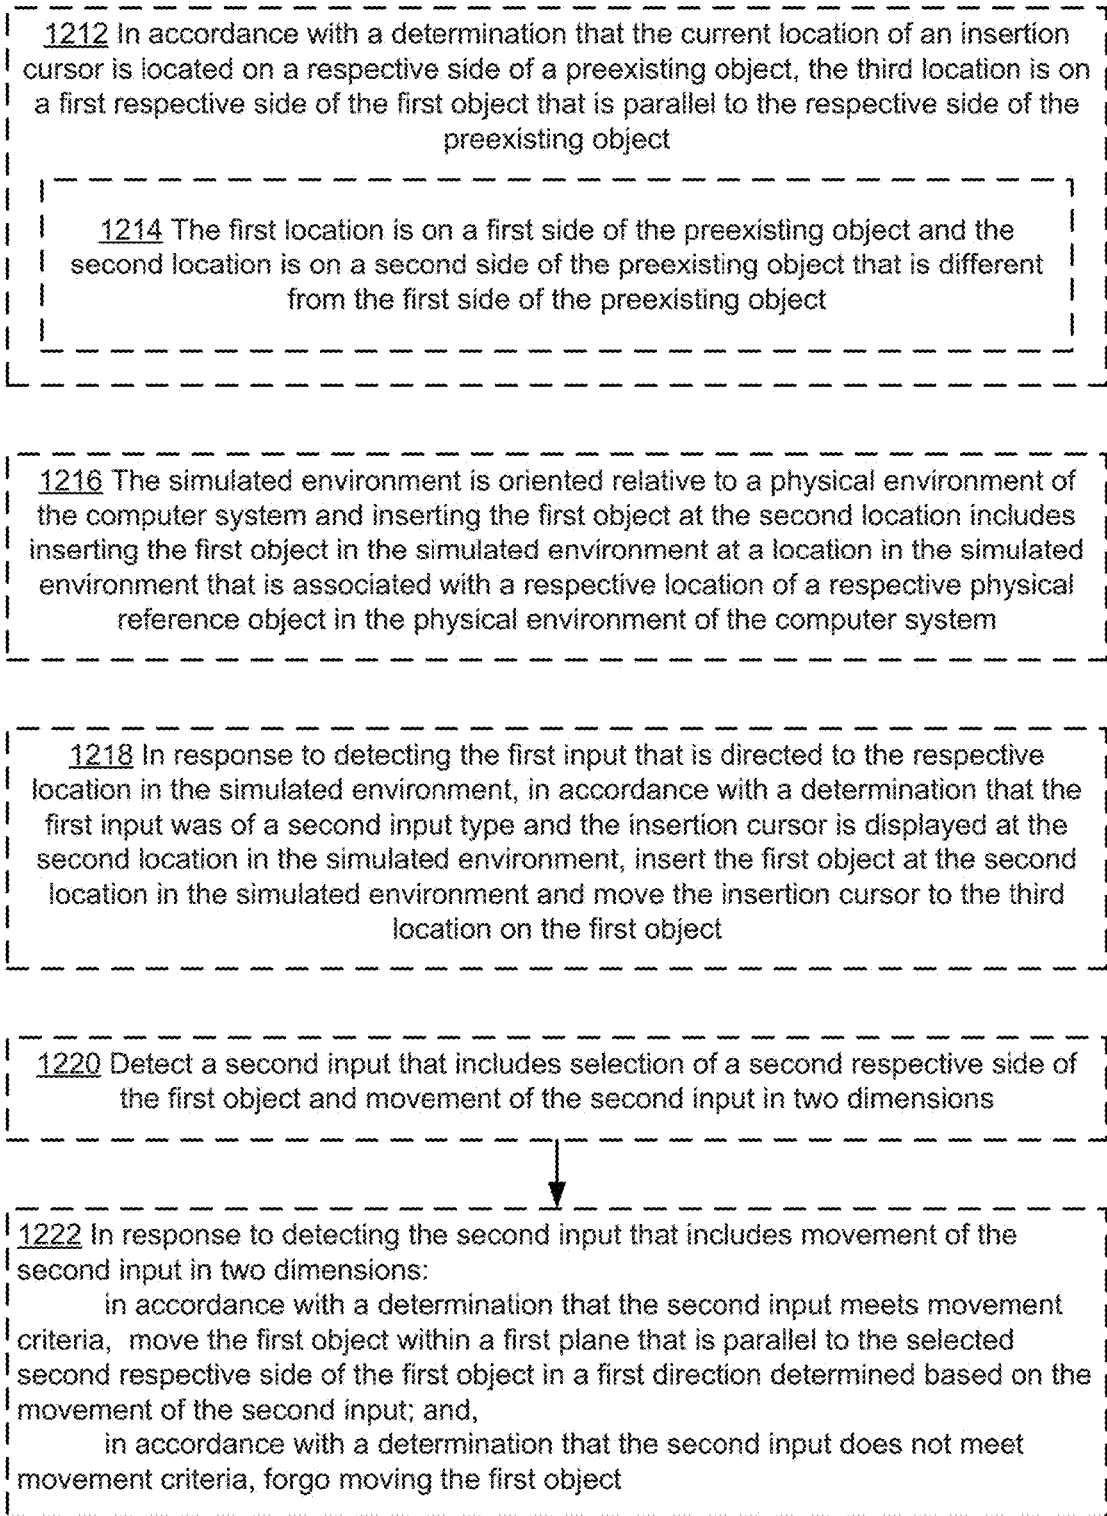 1212 In accordance with a determination that the current location of an insertion
cursor is located on a respective side of a preexisting object, the third location is on
a first respective side of the first object that is parallel to the respective side of the
preexisting object
1214 The first location is on a first side of the preexisting object and the
second location is on a second side of the preexisting object that is different
from the first side of the preexisting object
1216 The simulated environment is oriented relative to a physical environment of
the computer system and inserting the first object at the second location includes
inserting the first object in the simulated environment at a location in the simulated
environment that is associated with a respective location of a respective physical
reference object in the physical environment of the computer system
1218 In response to detecting the first input that is directed to the respective
location in the simulated environment, in accordance with a determination that the
first input was of a second input type and the insertion cursor is displayed at the
second location in the simulated environment, insert the first object at the second
location in the simulated environment and move the insertion cursor to the third
location on the first object
1220 Detect a second input that includes selection of a second respective side of
the first object and movement of the second input in two dimensions
1222 In response to detecting the second input that includes movement of the
second input in two dimensions:
in accordance with a determination that the second input meets movement
criteria,  move the first object within a first plane that is parallel to the selected
second respective side of the first object in a first direction determined based on the
movement of the second input; and,
in accordance with a determination that the second input does not meet
movement criteria, forgo moving the first object